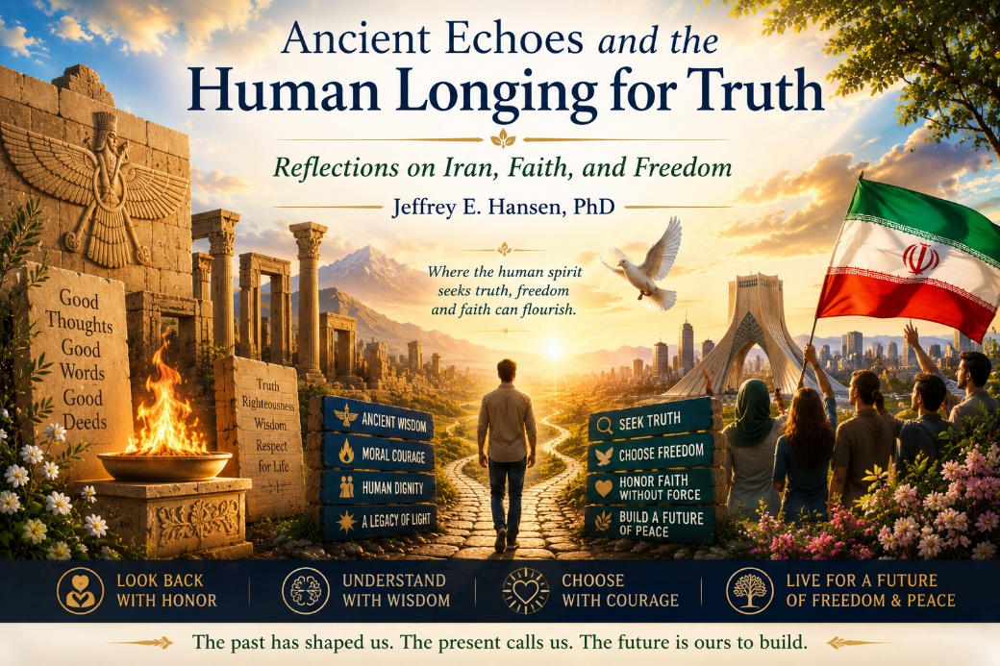 Ancient Echoes and the
Human Longing for Truth
Reflections on Iran, Faith, and Freedom
Jeffrey E. Hansen, PhD
Where the human spirit
seeks truth, freedom
and faith can flourish.
Good
Thoughts
Good
Words
Good
Deeds
Truth
Righteousness
Wisdom
Respect
for Life
ANCIENT WISDOM
MORAL COURAGE
HUMAN DIGNITY
A LEGACY OF LIGHT
SEEK TRUTH
CHOOSE FREEDOM
HONOR FAITH
WITHOUT FORCE
BUILD A FUTURE
OF PEACE
LOOK BACK
WITH HONOR
UNDERSTAND
WITH WISDOM
CHOOSE
WITH COURAGE
LIVE FOR A FUTURE
OF FREEDOM & PEACE
The past has shaped us. The present calls us. The future is ours to build.